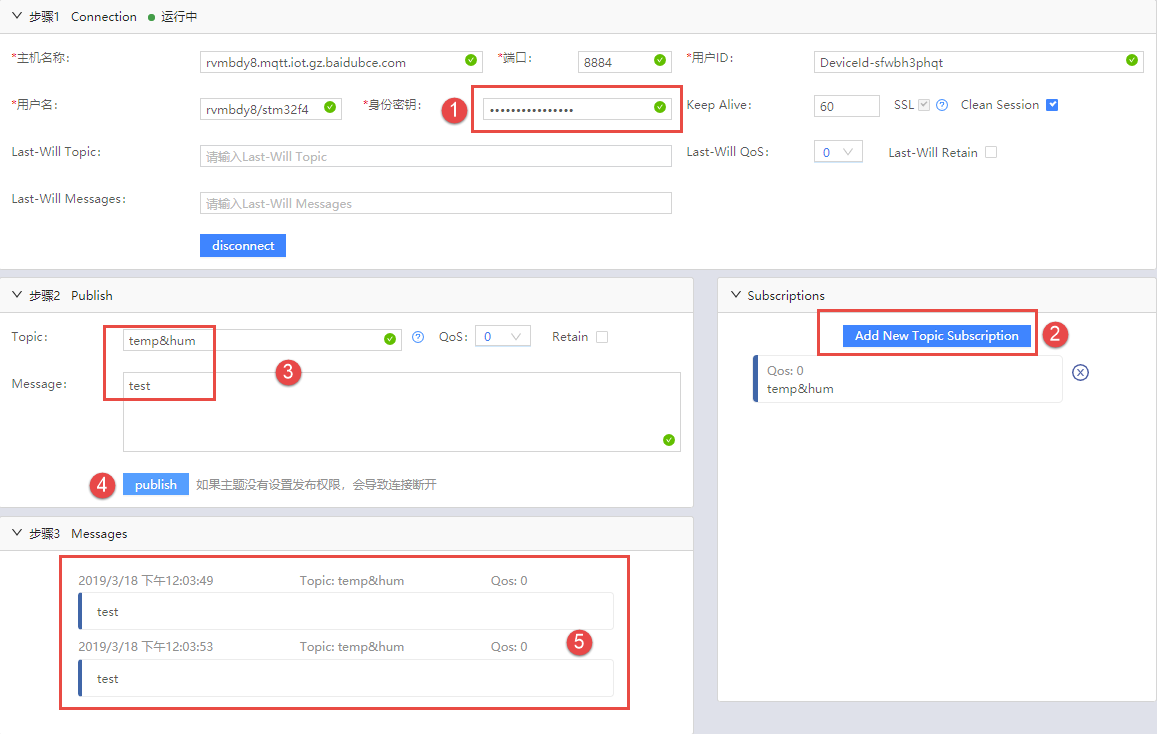 步骤1 Connection 运行中
*主机名称: rvmbdy8.mqtt.iot.gz.baidubce.com *端口: 8884 *用户ID: DeviceId-sfwbh3phqt
*用户名: rvmbdy8/stm32f4 *身份密钥: 1 •••••••••••••••• Keep Alive: 60 SSL ? Clean Session
Last-Will Topic: 请输入Last-Will Topic Last-Will QoS: 0 Last-Will Retain
Last-Will Messages: 请输入Last-Will Messages
disconnect
步骤2 Publish
Topic: temp&hum ? QoS: 0 Retain
3
Message: test
4 publish 如果主题没有设置发布权限，会导致连接断开
Subscriptions
Add New Topic Subscription 2
Qos: 0
temp&hum
步骤3 Messages
2019/3/18 下午12:03:49 Topic: temp&hum Qos: 0
test
2019/3/18 下午12:03:53 Topic: temp&hum Qos: 0 5
test